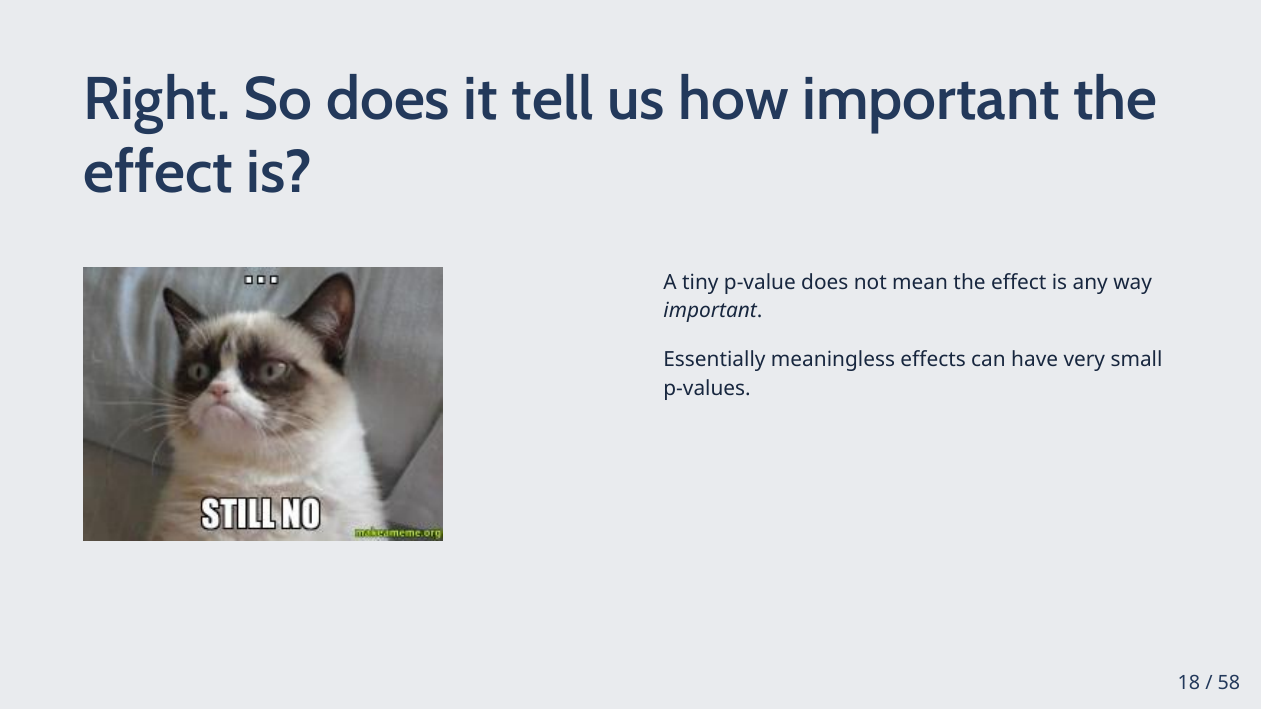 Right. So does it tell us how important the
effect is?
...
STILL NO
makeameme.org
A tiny p-value does not mean the effect is any way
important.
Essentially meaningless effects can have very small
p-values.
18 / 58